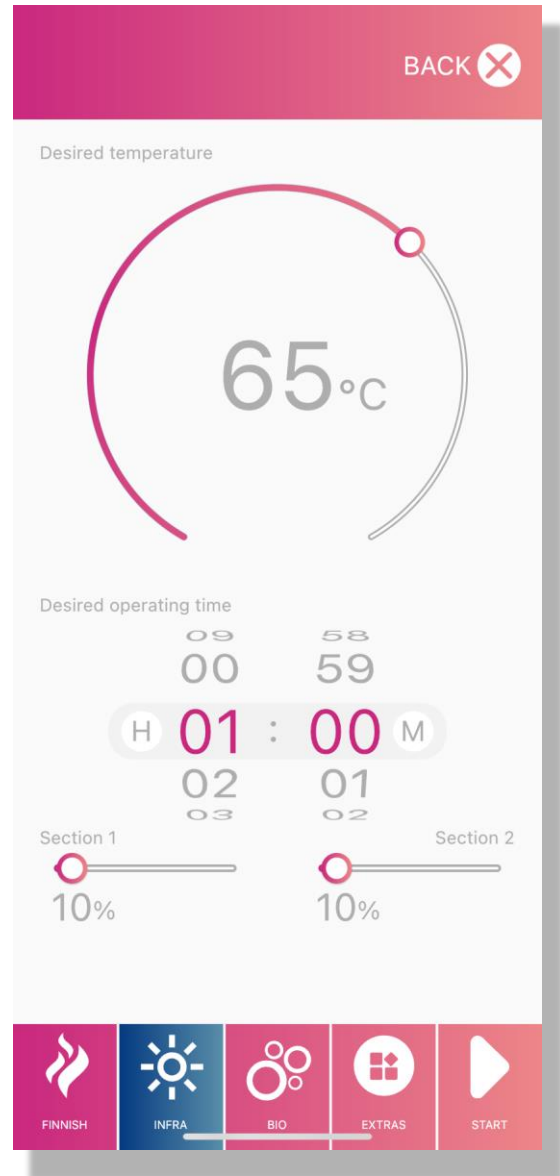 BACK
Desired temperature
65°C
Desired operating time
09 58
00 59
H 01 : 00 M
02 01
03 02
Section 1 Section 2
10% 10%
FINNISH INFRA BIO EXTRAS START